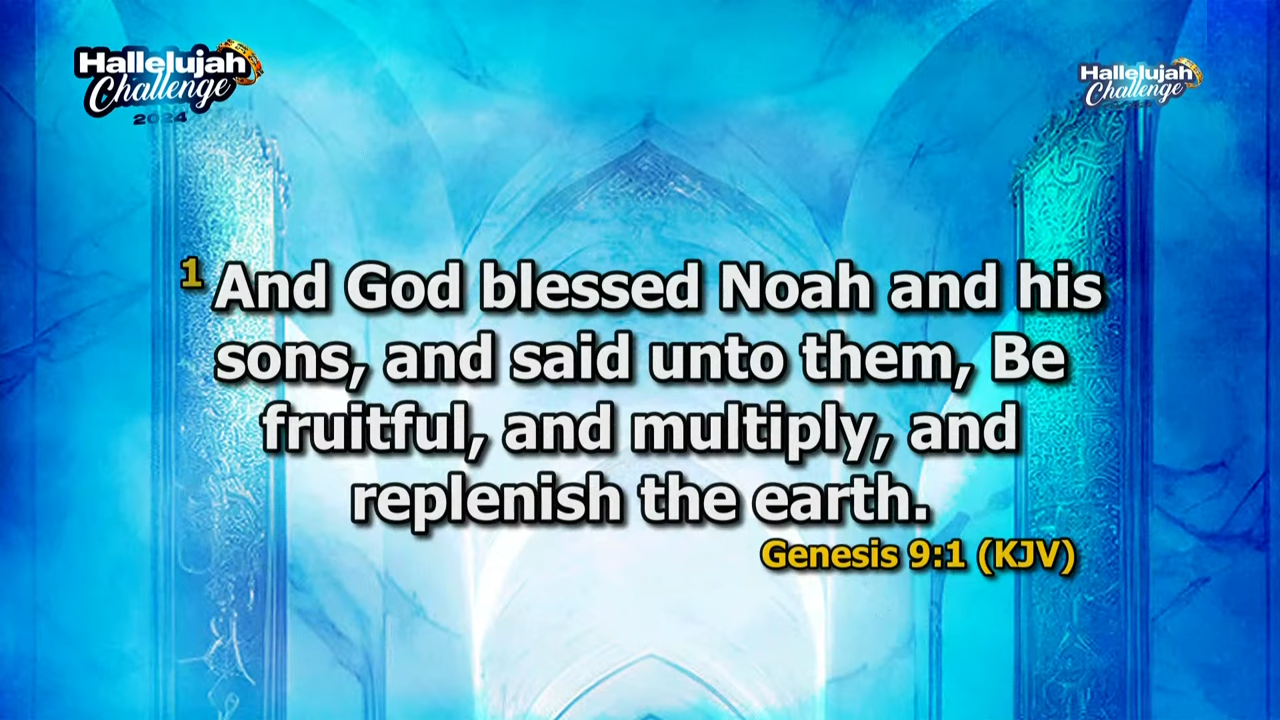 Hallelujah
Challenge
2024
Hallelujah
Challenge
1 And God blessed Noah and his
sons, and said unto them, Be
fruitful, and multiply, and
replenish the earth.
Genesis 9:1 (KJV)